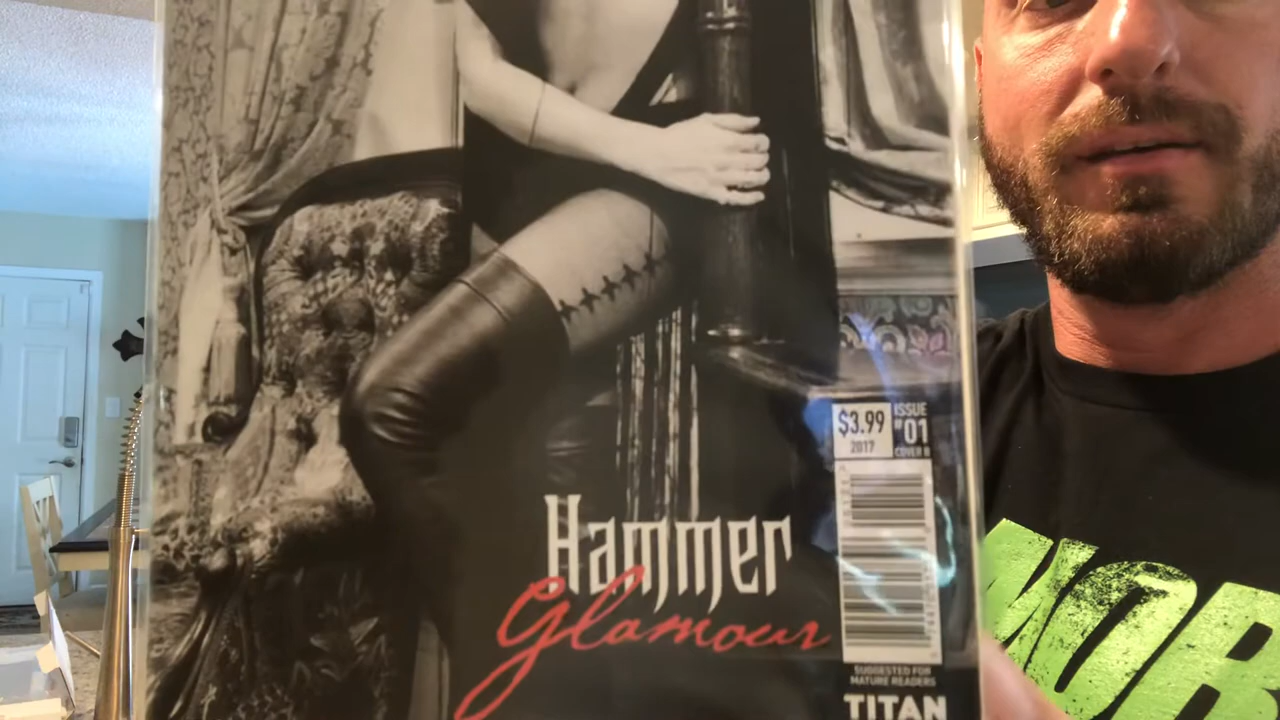 $3.99
2017
ISSUE
#01
COVER B
Hammer
Glamour
SUGGESTED FOR
MATURE READERS
TITAN